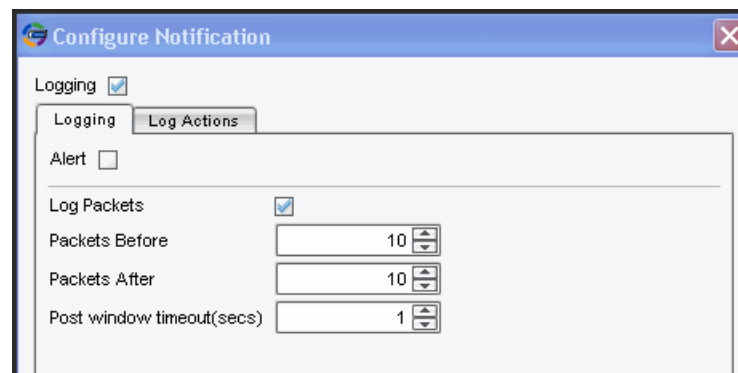 Configure Notification
Logging
Logging Log Actions
Alert
Log Packets
Packets Before 10
Packets After 10
Post window timeout(secs) 1